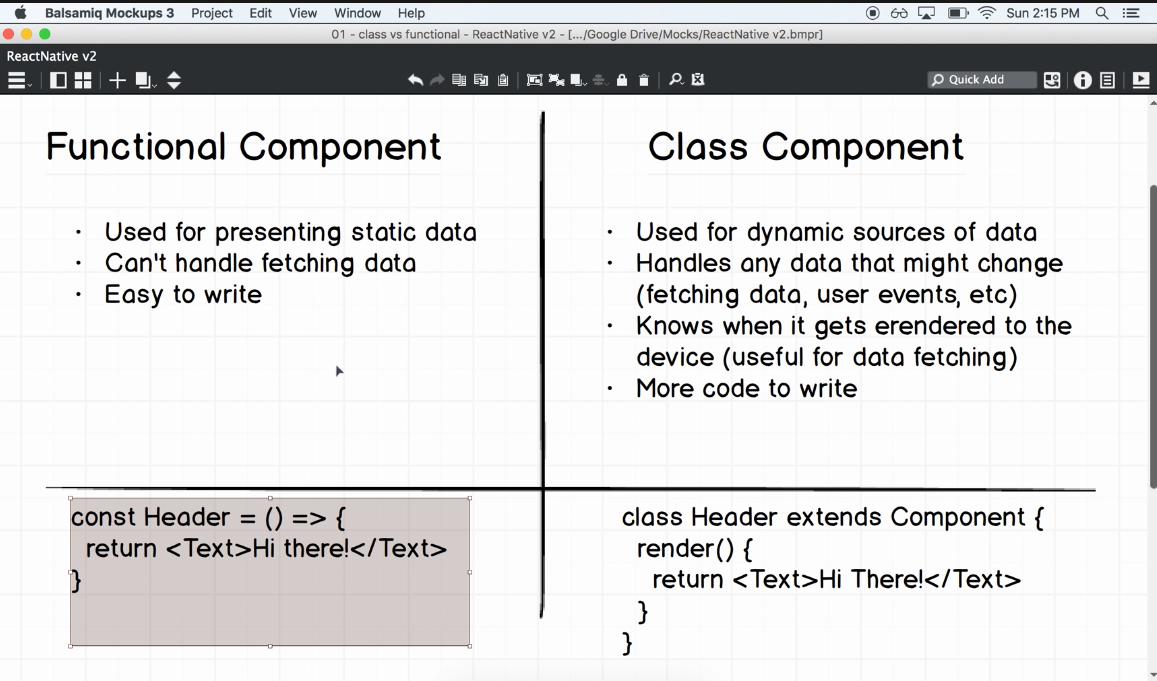 Balsamiq Mockups 3 Project Edit View Window Help Sun 2:15 PM
01 - class vs functional - ReactNative v2 - [.../Google Drive/Mocks/ReactNative v2.bmpr]
ReactNative v2
Quick Add
Functional Component
· Used for presenting static data
· Can't handle fetching data
· Easy to write
Class Component
· Used for dynamic sources of data
· Handles any data that might change
(fetching data, user events, etc)
· Knows when it gets erendered to the
device (useful for data fetching)
· More code to write
const Header = () => {
return <Text>Hi there!</Text>
}
class Header extends Component {
render() {
return <Text>Hi There!</Text>
}
}